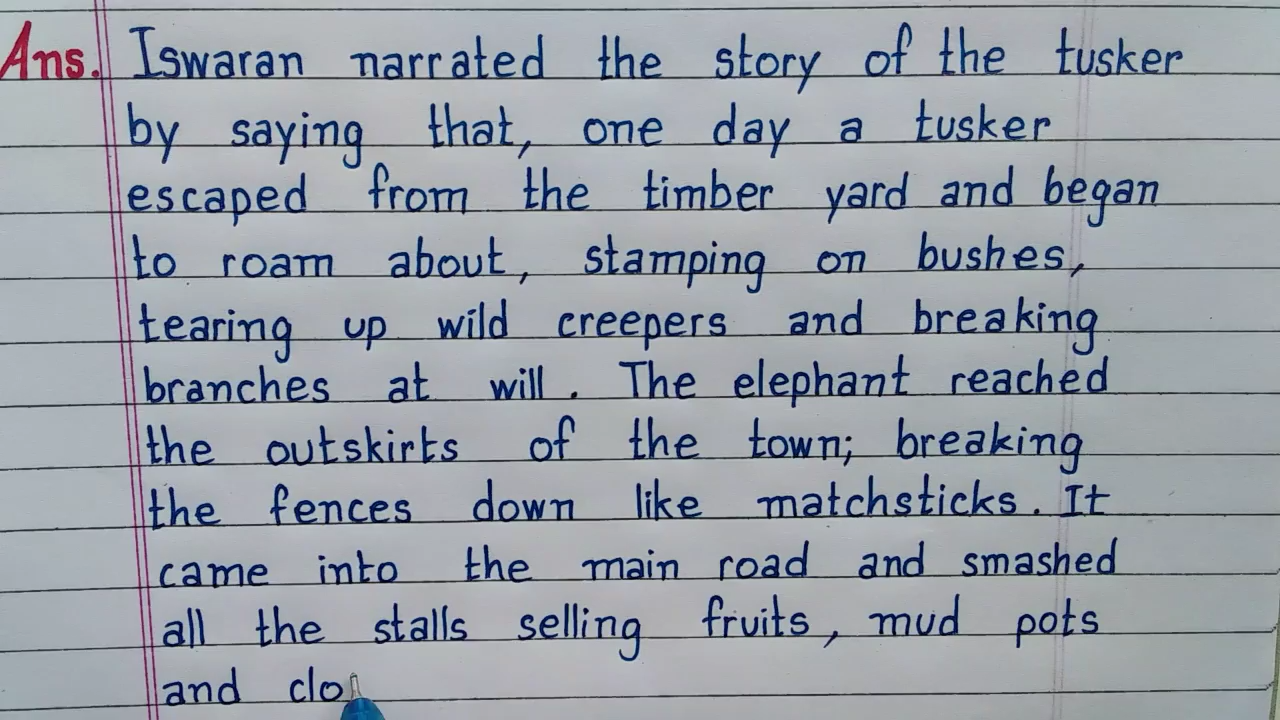 Ans. Iswaran narrated the story of the tusker
by saying that, one day a tusker
escaped from the timber yard and began
to roam about, stamping on bushes,
tearing up wild creepers and breaking
branches at will. The elephant reached
the outskirts of the town; breaking
the fences down like matchsticks. It
came into the main road and smashed
all the stalls selling fruits, mud pots
and clo